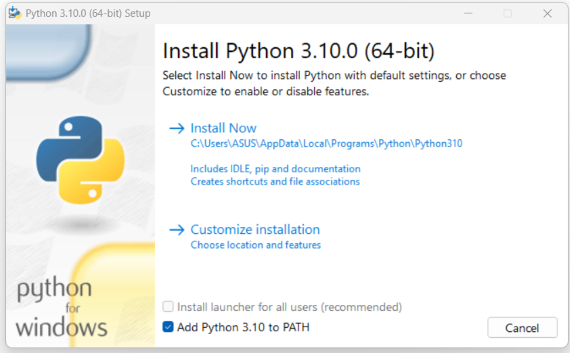 Python 3.10.0 (64-bit) Setup
Install Python 3.10.0 (64-bit)
Select Install Now to install Python with default settings, or choose
Customize to enable or disable features.
Install Now
C:\Users\ASUS\AppData\Local\Programs\Python\Python310
Includes IDLE, pip and documentation
Creates shortcuts and file associations
Customize installation
Choose location and features
python
for
windows
Install launcher for all users (recommended)
Add Python 3.10 to PATH
Cancel